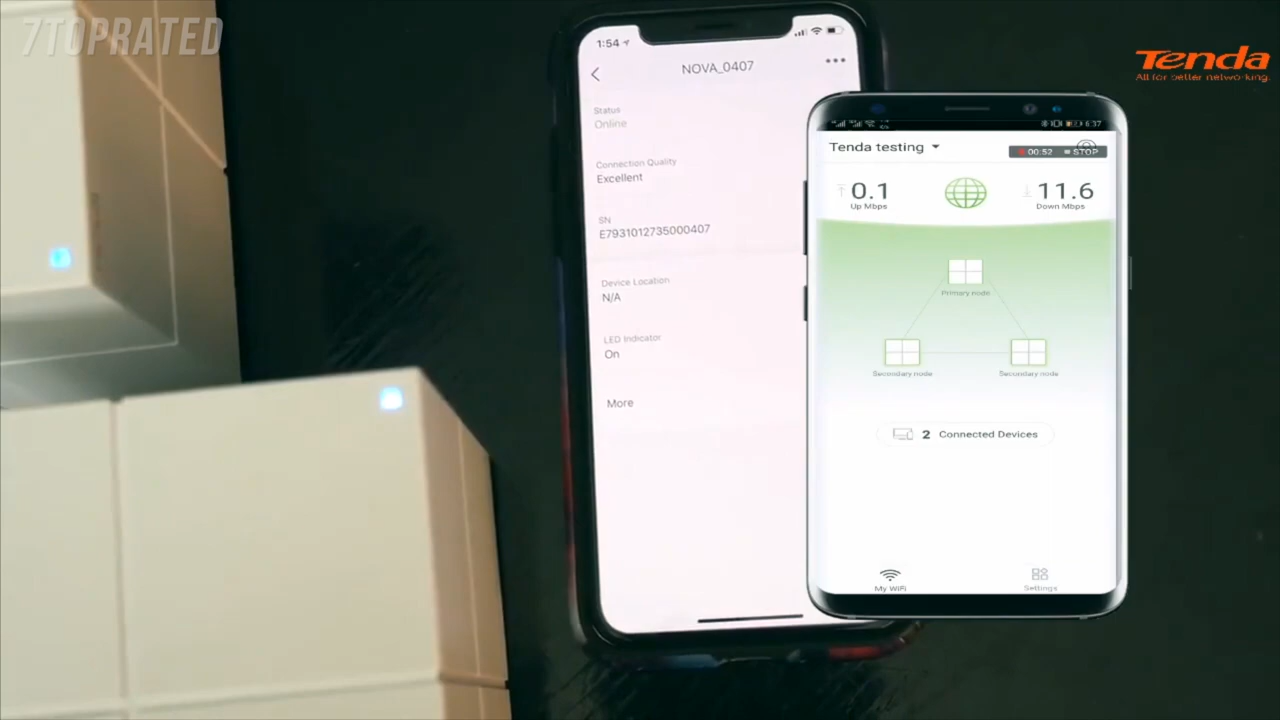 7TOPRATED
Tenda
All for better networking.
1:54
NOVA_0407
Status
Online
Connection Quality
Excellent
SN
E7931012735000407
Device Location
N/A
LED Indicator
On
More
6:37
Tenda testing
00:52 STOP
0.1
Up Mbps
11.6
Down Mbps
Primary node
Secondary node
Secondary node
2 Connected Devices
My WiFi
Settings